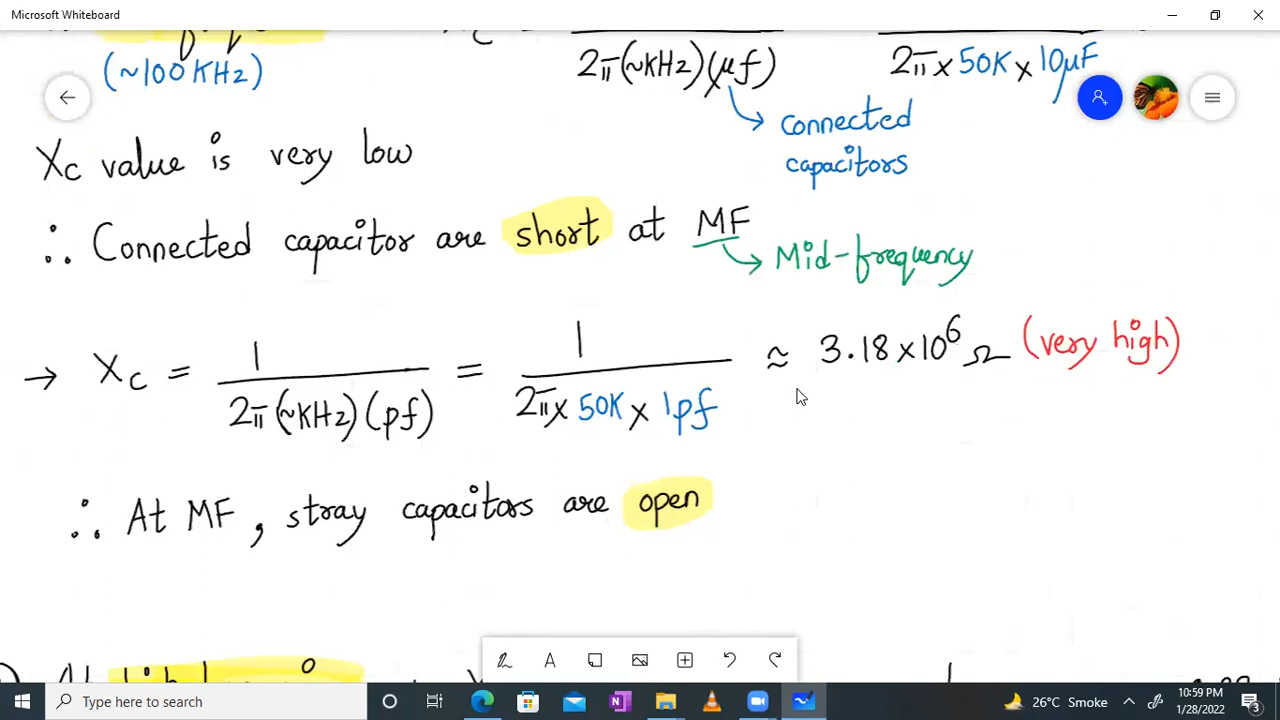 Microsoft Whiteboard
(~100 KHz)
2π(~KHz)(μf)
2π x 50K x 10μF
connected
capacitors
Xc value is very low
∴ Connected capacitor are short at MF
Mid-frequency
→ Xc = 1 / 2π(~KHz)(pf) = 1 / 2π x 50K x 1pf ≈ 3.18 x 10⁶ Ω (very high)
∴ At MF, stray capacitors are open
Type here to search
26°C Smoke
10:59 PM
1/28/2022
3